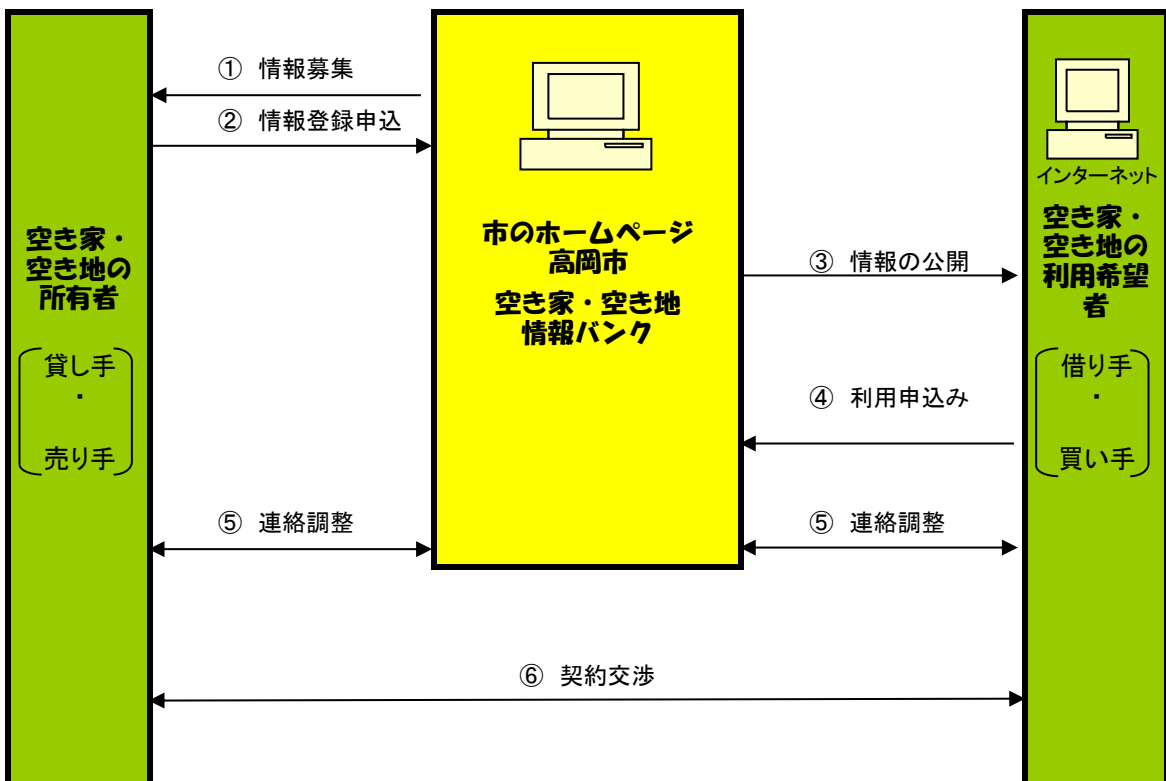 ① 情報募集
② 情報登録申込
空き家・
空き地の
所有者
貸し手
・
売り手
市のホームページ
高岡市
空き家・空き地
情報バンク
③ 情報の公開
④ 利用申込み
インターネット
空き家・
空き地の
利用希望
者
借り手
・
買い手
⑤ 連絡調整
⑤ 連絡調整
⑥ 契約交渉